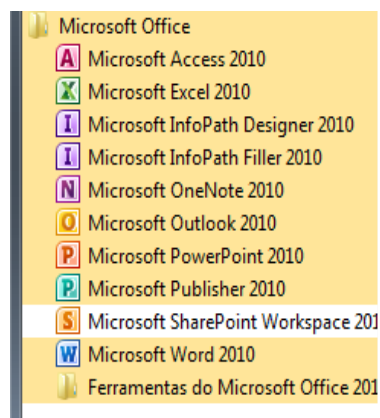 Microsoft Office
Microsoft Access 2010
Microsoft Excel 2010
Microsoft InfoPath Designer 2010
Microsoft InfoPath Filler 2010
Microsoft OneNote 2010
Microsoft Outlook 2010
Microsoft PowerPoint 2010
Microsoft Publisher 2010
Microsoft SharePoint Workspace 201
Microsoft Word 2010
Ferramentas do Microsoft Office 201